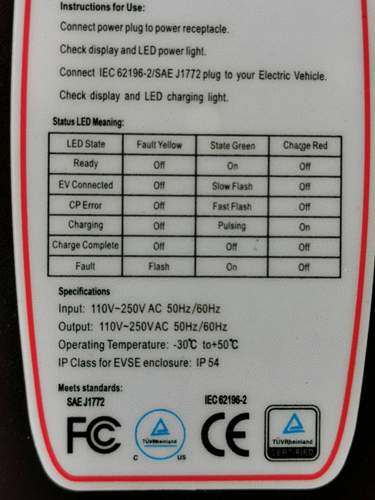 Instructions for Use:
Connect power plug to power receptacle.
Check display and LED power light.
Connect IEC 62196-2/SAE J1772 plug to your Electric Vehicle.
Check display and LED charging light.
Status LED Meaning:
LED State Fault Yellow State Green Charge Red
Ready Off On Off
EV Connected Off Slow Flash Off
CP Error Off Fast Flash Off
Charging Off Pulsing On
Charge Complete Off Off Off
Fault Flash On Off
Specifications
Input: 110V~250V AC 50Hz/60Hz
Output: 110V~250V AC 50Hz/60Hz
Operating Temperature: -30℃ to+50℃
IP Class for EVSE enclosure: IP 54
Meets standards:
SAE J1772 IEC 62196-2
FC TÜVRheinland CE TÜVRheinland
C US CERTIFIED